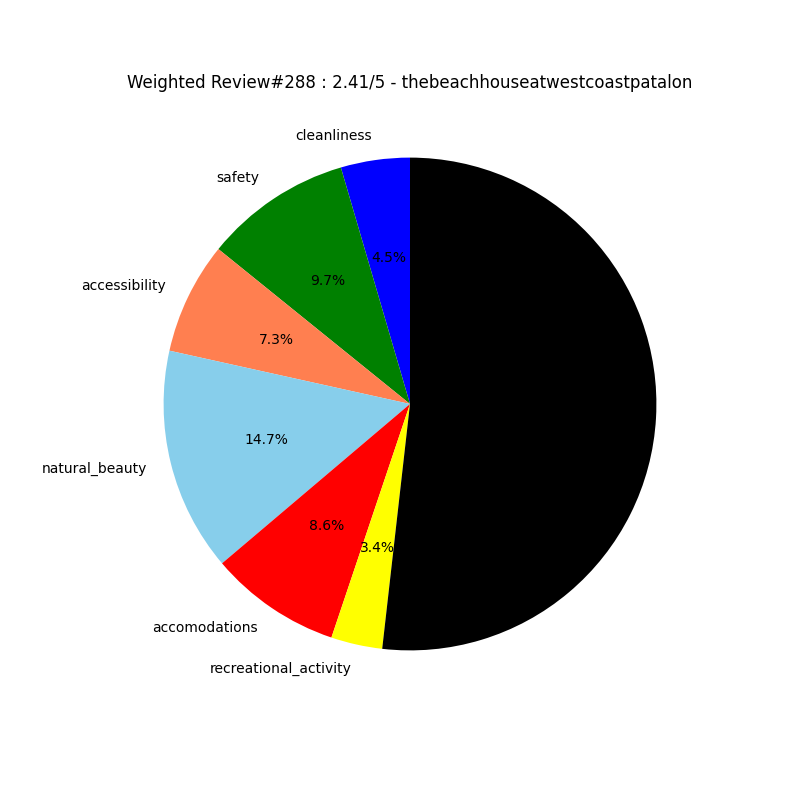 Weighted Review#288 : 2.41/5 - thebeachhouseatwestcoastpatalon
cleanliness
safety
4.5%
9.7%
accessibility
7.3%
14.7%
natural_beauty
8.6%
3.4%
accomodations
recreational_activity